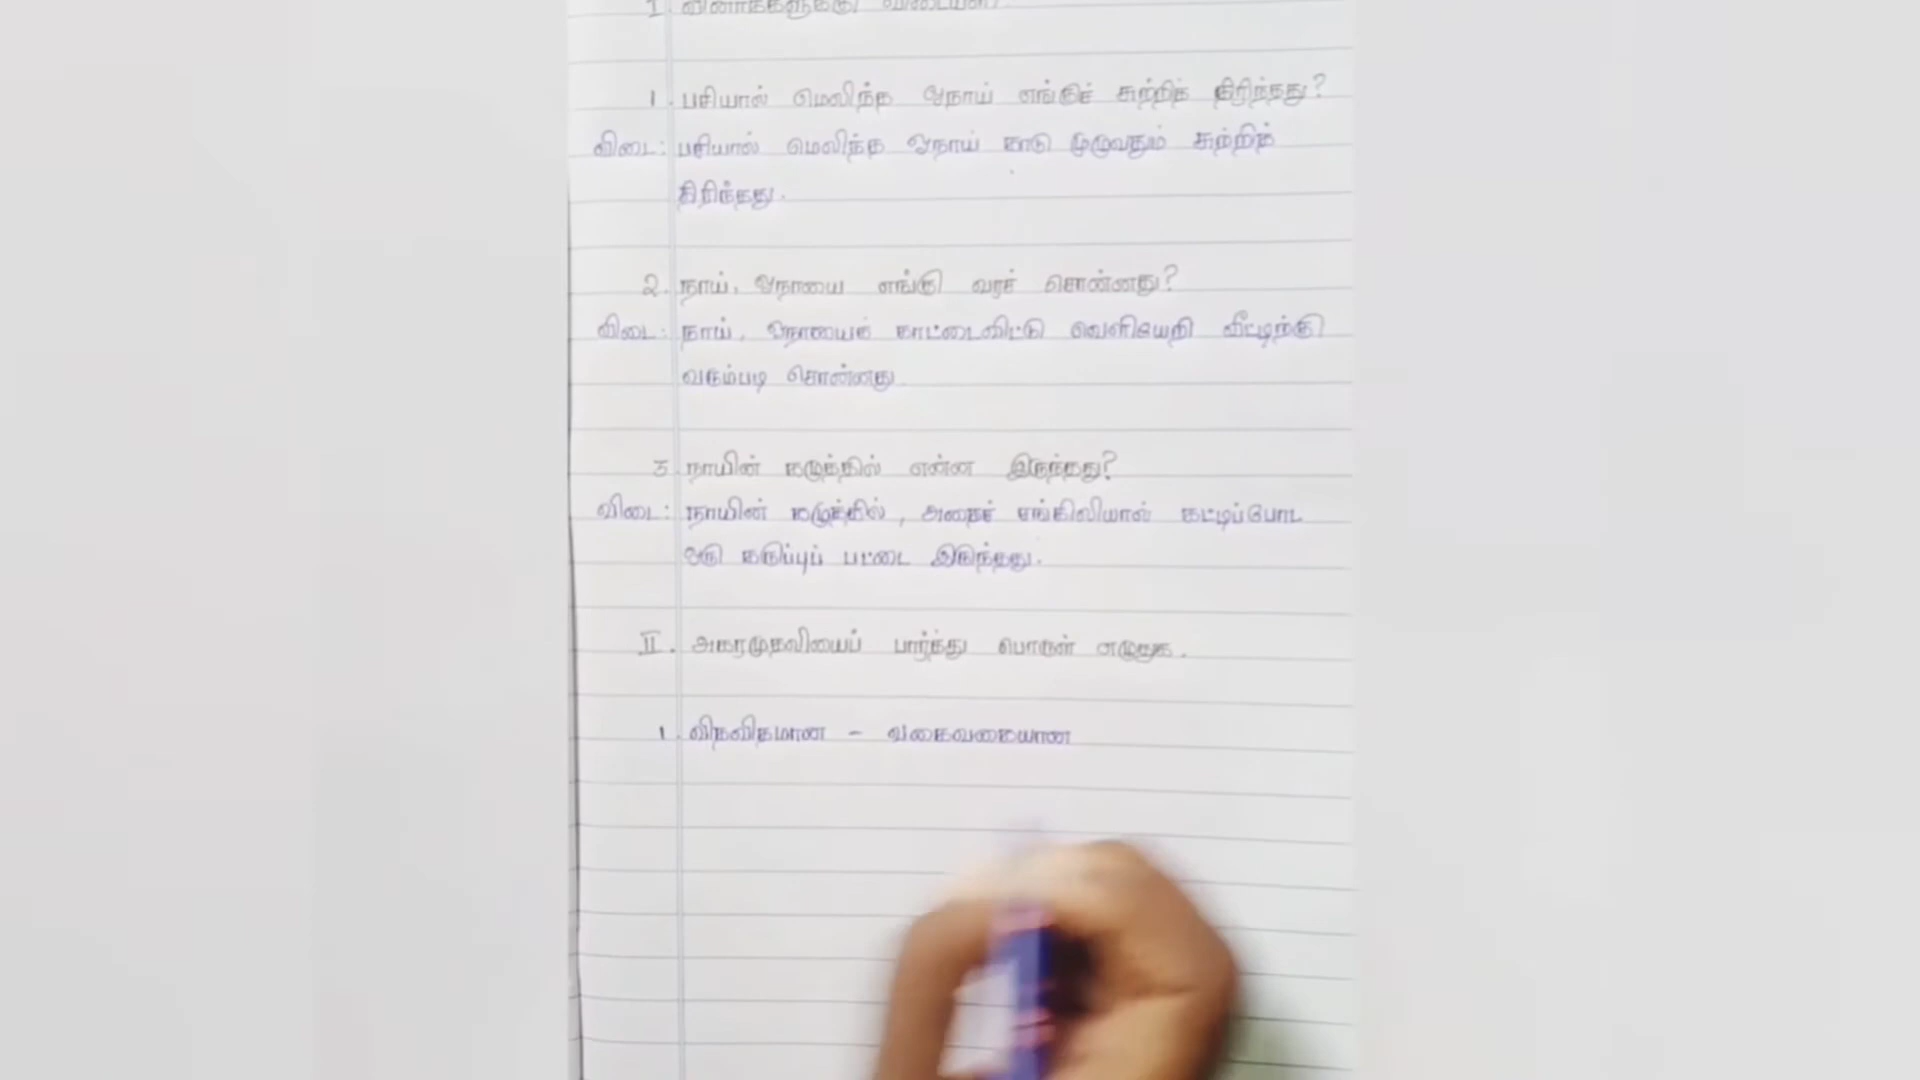 I. வினாக்களுக்கு விடையளி.
1. பசியால் மெலிந்த ஓநாய் எங்குச் சுற்றித் திரிந்தது?
விடை: பசியால் மெலிந்த ஓநாய் காடு முழுவதும் சுற்றித்
திரிந்தது.
2. நாய், ஓநாயை எங்கு வரச் சொன்னது?
விடை: நாய், ஓநாயைக் காட்டைவிட்டு வெளியேறி வீட்டிற்கு
வரும்படி சொன்னது.
3. நாயின் கழுத்தில் என்ன இருந்தது?
விடை: நாயின் கழுத்தில், அதைச் சங்கிலியால் கட்டிப்போட
ஒரு கருப்புப் பட்டை இருந்தது.
II. அகரமுதலியைப் பார்த்து பொருள் எழுதுக.
1. விதவிதமான - வகைவகையான